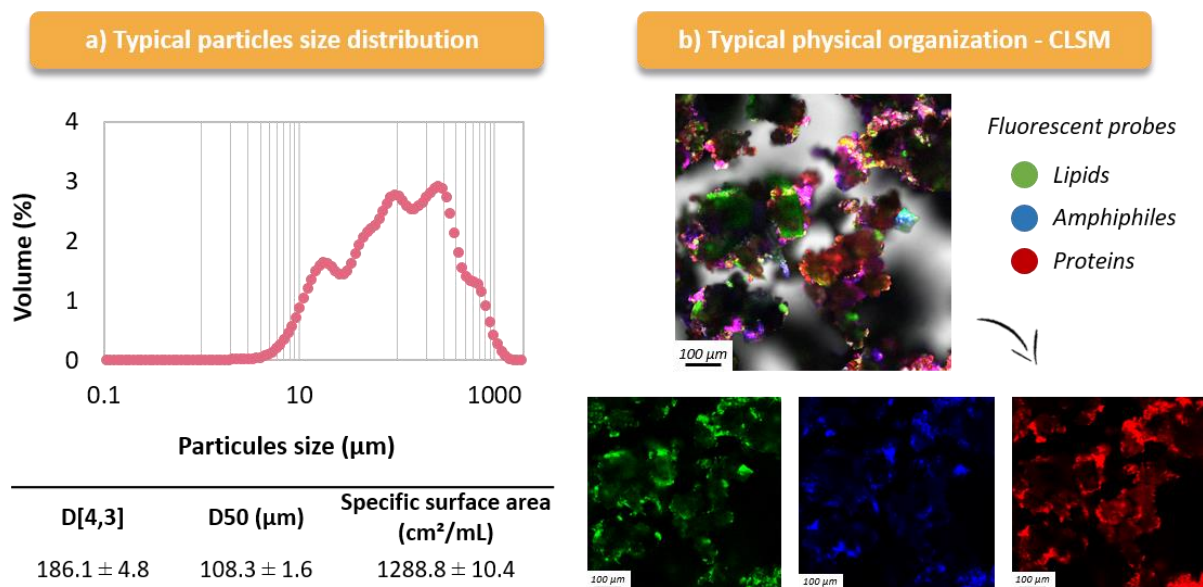 a) Typical particles size distribution
4
3
2
1
0
Volume (%)
0.1 10 1000
Particules size (µm)
D[4,3] D50 (µm) Specific surface area (cm²/mL)
186.1 ± 4.8 108.3 ± 1.6 1288.8 ± 10.4
b) Typical physical organization - CLSM
Fluorescent probes
Lipids
Amphiphiles
Proteins
100 µm
100 µm
100 µm
100 µm